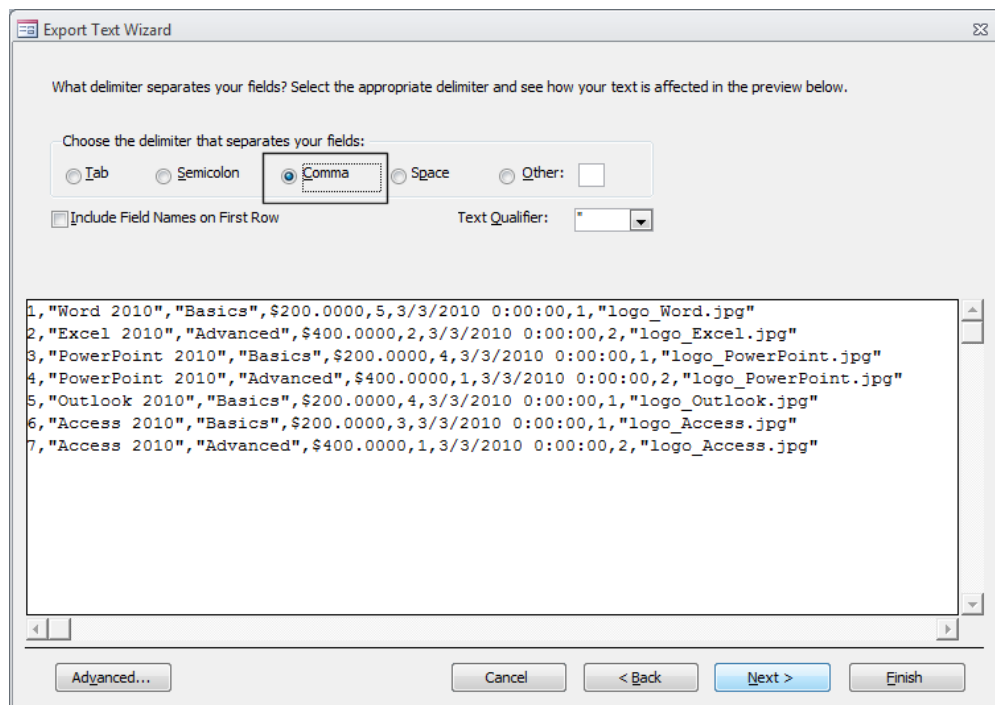 Export Text Wizard
What delimiter separates your fields? Select the appropriate delimiter and see how your text is affected in the preview below.
Choose the delimiter that separates your fields:
Tab Semicolon Comma Space Other:
Include Field Names on First Row Text Qualifier: "
1,"Word 2010","Basics",$200.0000,5,3/3/2010 0:00:00,1,"logo_Word.jpg"
2,"Excel 2010","Advanced",$400.0000,2,3/3/2010 0:00:00,2,"logo_Excel.jpg"
3,"PowerPoint 2010","Basics",$200.0000,4,3/3/2010 0:00:00,1,"logo_PowerPoint.jpg"
4,"PowerPoint 2010","Advanced",$400.0000,1,3/3/2010 0:00:00,2,"logo_PowerPoint.jpg"
5,"Outlook 2010","Basics",$200.0000,4,3/3/2010 0:00:00,1,"logo_Outlook.jpg"
6,"Access 2010","Basics",$200.0000,3,3/3/2010 0:00:00,1,"logo_Access.jpg"
7,"Access 2010","Advanced",$400.0000,1,3/3/2010 0:00:00,2,"logo_Access.jpg"
Advanced... Cancel < Back Next > Finish